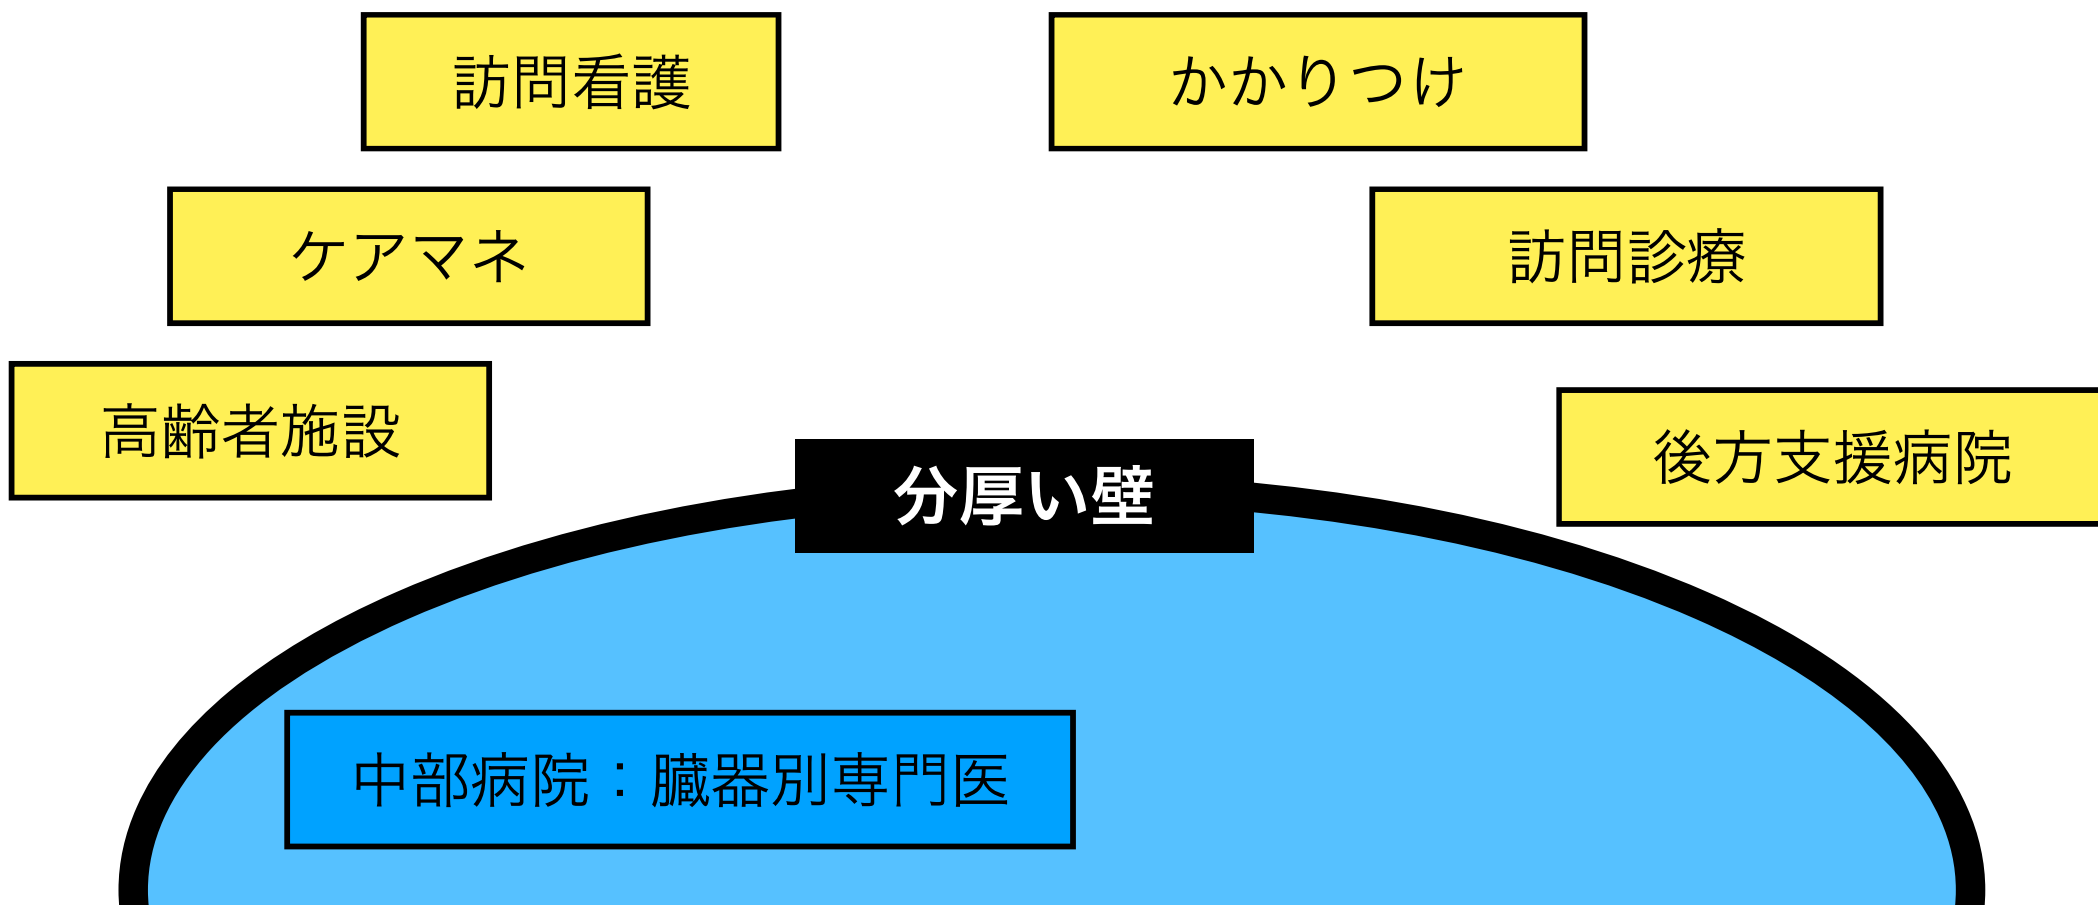 訪問看護
かかりつけ
ケアマネ
訪問診療
高齢者施設
後方支援病院
分厚い壁
中部病院：臓器別専門医